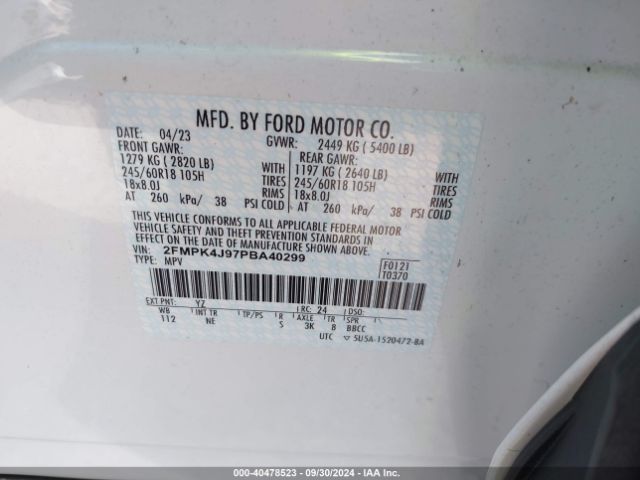 MFD. BY FORD MOTOR CO.
DATE: 04/23 GVWR: 2449 KG ( 5400 LB)
FRONT GAWR: REAR GAWR:
1279 KG ( 2820 LB) WITH 1197 KG ( 2640 LB) WITH
245/60R18 105H TIRES 245/60R18 105H TIRES
18x8.0J RIMS 18x8.0J RIMS
AT 260 kPa/ 38 PSI COLD AT 260 kPa/ 38 PSI COLD
THIS VEHICLE CONFORMS TO ALL APPLICABLE FEDERAL MOTOR
VEHICLE SAFETY AND THEFT PREVENTION STANDARDS IN
EFFECT ON THE DATE OF MANUFACTURE SHOWN ABOVE.
VIN: 2FMPK4J97PBA40299 F0121
TYPE: MPV T0370
EXT PNT: YZ RC: 24 DSO:
WB INT TR TP/PS R AXLE TR SPR
112 NE S 3K 8 BBCC
UTC ▽ 5U5A-1520472-BA
000-40478523 - 09/30/2024 - IAA Inc.